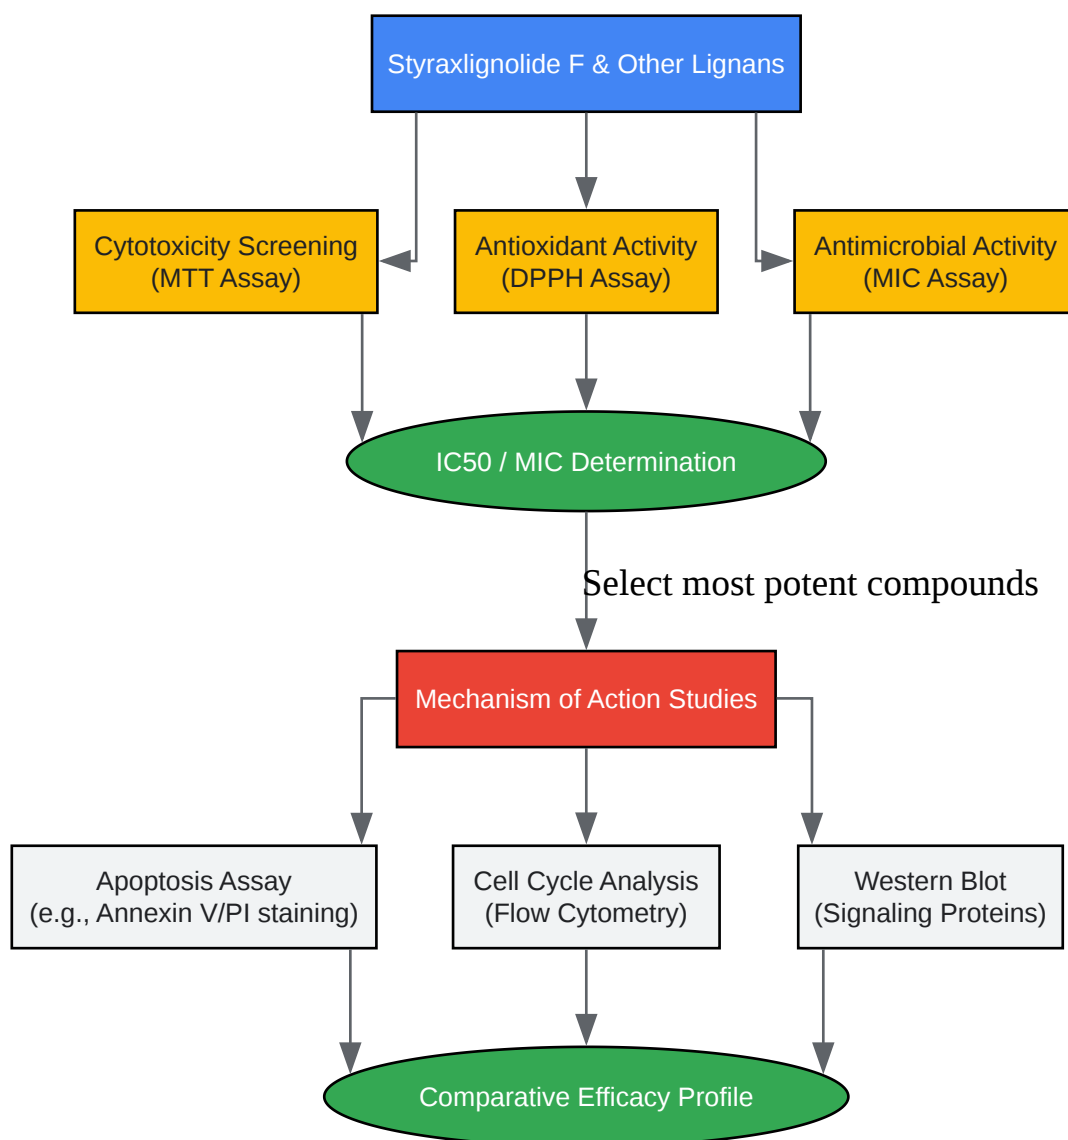 Styraxlignolide F & Other Lignans
Cytotoxicity Screening
(MTT Assay)
Antioxidant Activity
(DPPH Assay)
Antimicrobial Activity
(MIC Assay)
IC50 / MIC Determination
Select most potent compounds
Mechanism of Action Studies
Apoptosis Assay
(e.g., Annexin V/PI staining)
Cell Cycle Analysis
(Flow Cytometry)
Western Blot
(Signaling Proteins)
Comparative Efficacy Profile